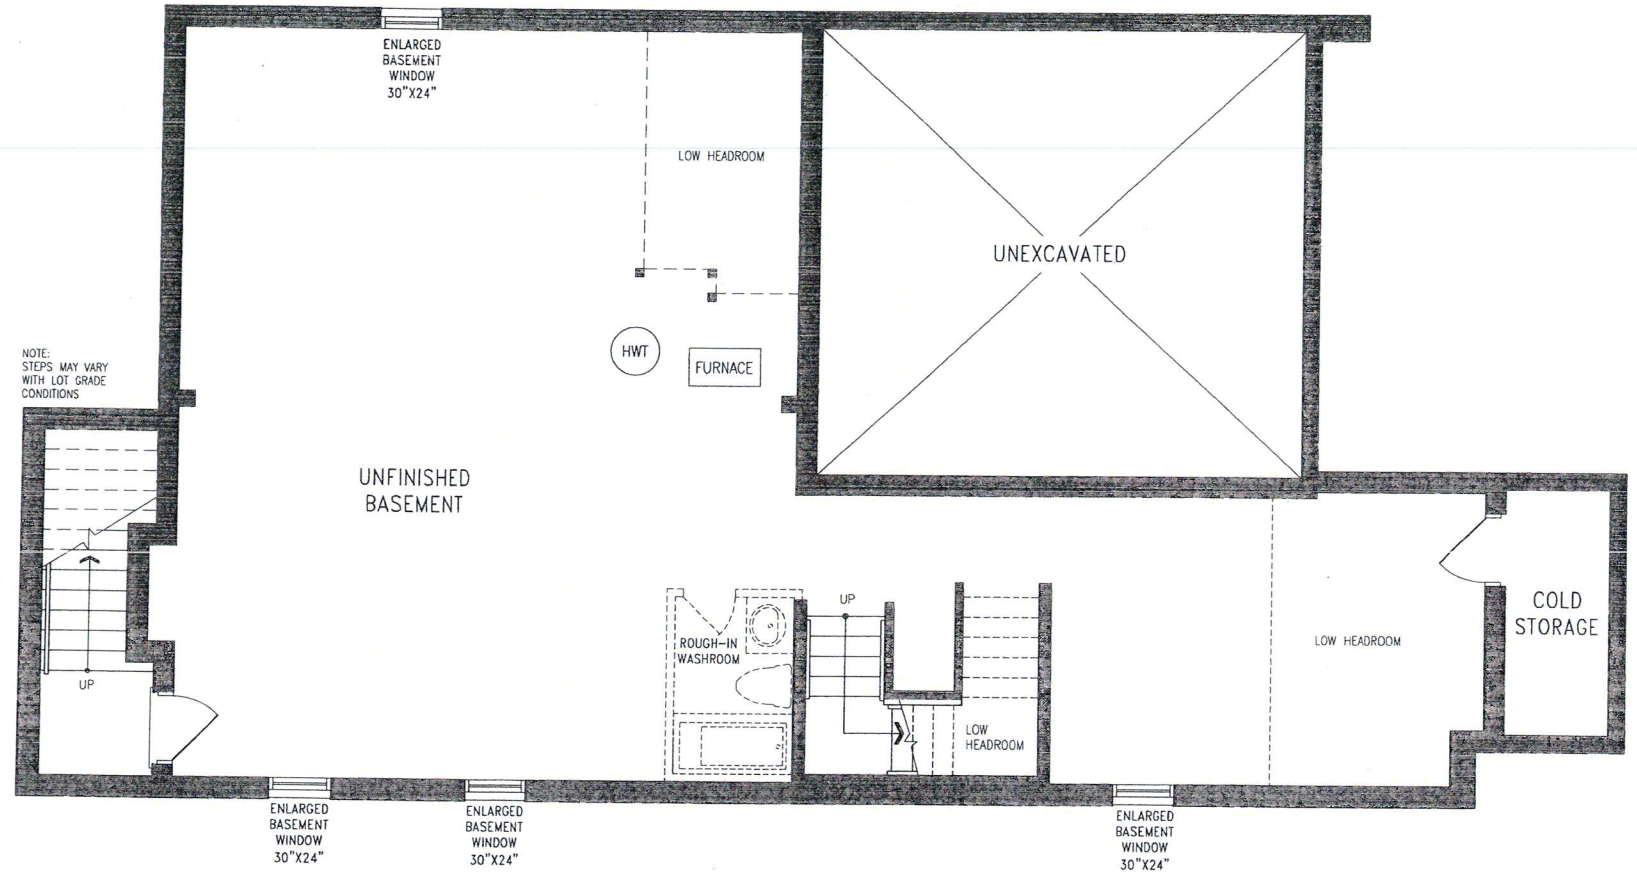 ENLARGED
BASEMENT
WINDOW
30"X24"
LOW HEADROOM
UNEXCAVATED
HWT
FURNACE
NOTE:
STEPS MAY VARY
WITH LOT GRADE
CONDITIONS
UNFINISHED
BASEMENT
UP
ROUGH-IN
WASHROOM
UP
LOW
HEADROOM
LOW HEADROOM
COLD
STORAGE
ENLARGED
BASEMENT
WINDOW
30"X24"
ENLARGED
BASEMENT
WINDOW
30"X24"
ENLARGED
BASEMENT
WINDOW
30"X24"